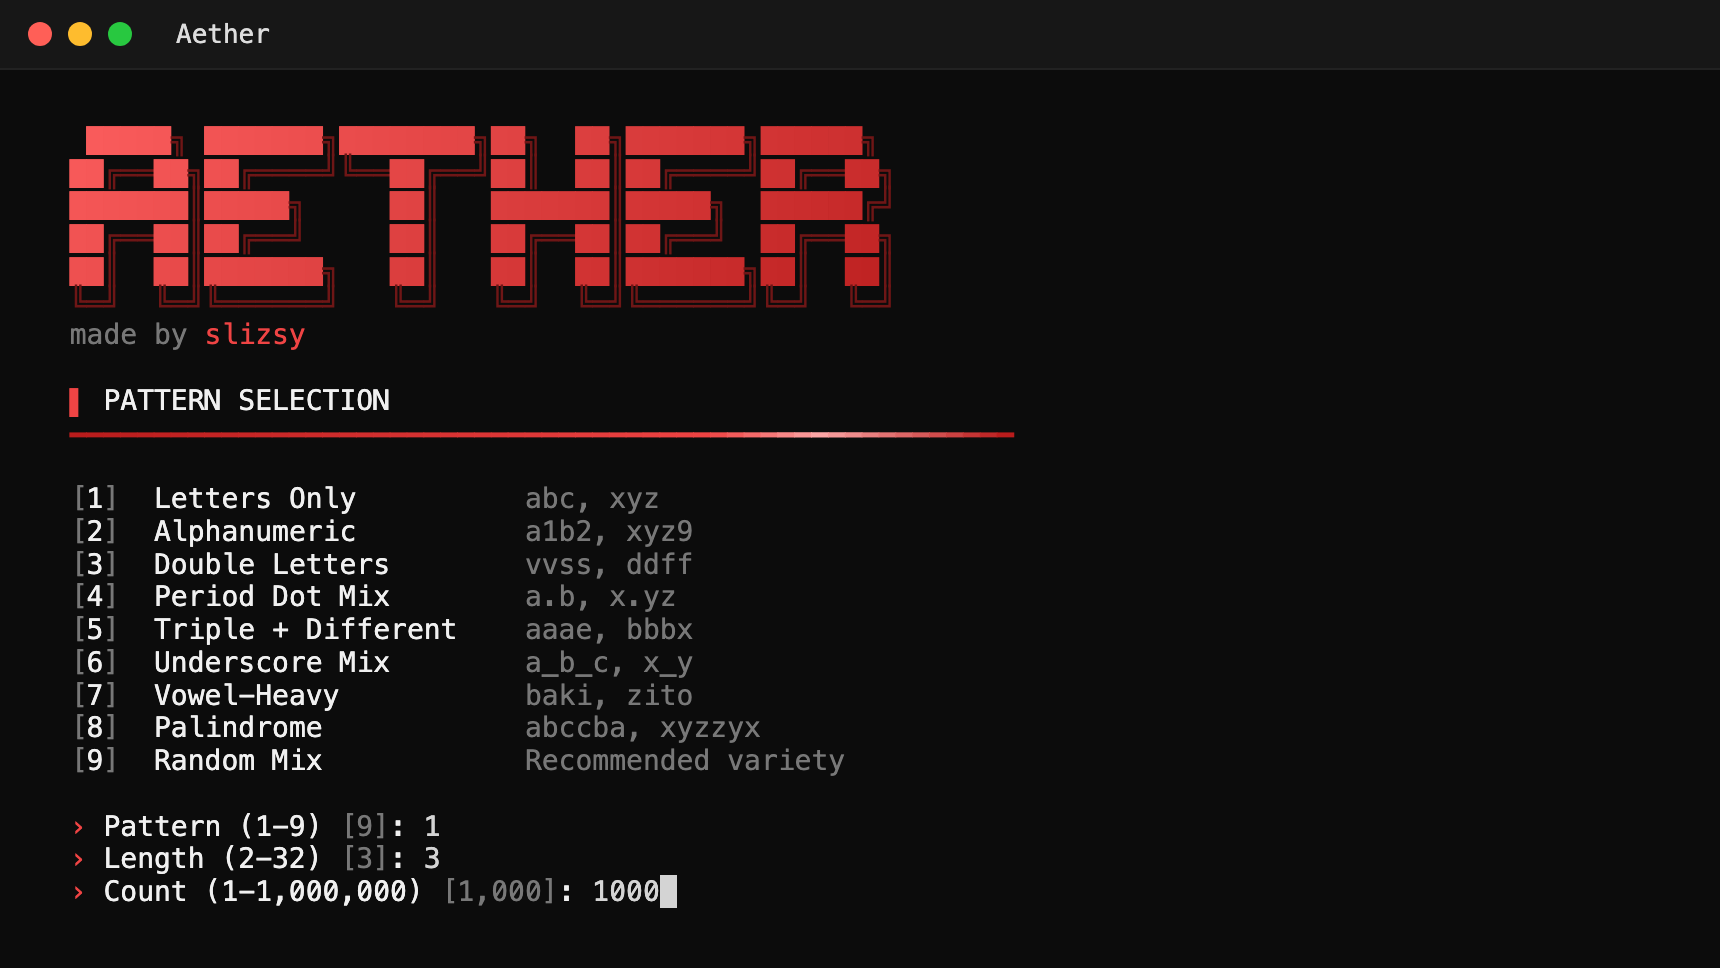 Aether
AETHER
made by slizsy
PATTERN SELECTION
[1] Letters Only abc, xyz
[2] Alphanumeric a1b2, xyz9
[3] Double Letters vvss, ddff
[4] Period Dot Mix a.b, x.yz
[5] Triple + Different aaae, bbbx
[6] Underscore Mix a_b_c, x_y
[7] Vowel-Heavy baki, zito
[8] Palindrome abccba, xyzzyx
[9] Random Mix Recommended variety
› Pattern (1-9) [9]: 1
› Length (2-32) [3]: 3
› Count (1-1,000,000) [1,000]: 1000